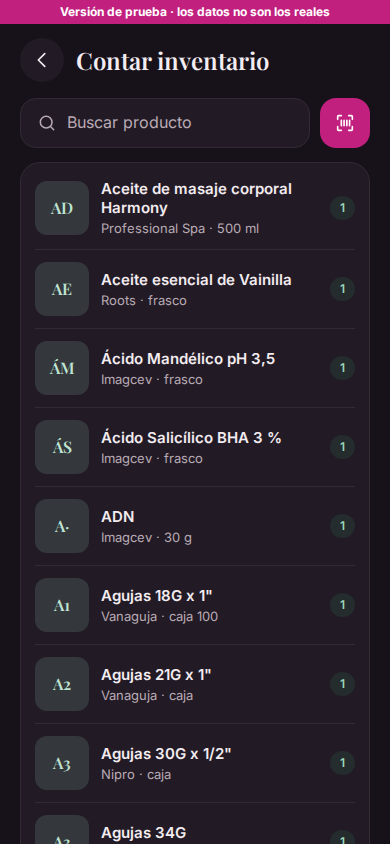 Versión de prueba · los datos no son los reales
Contar inventario
Buscar producto
AD
Aceite de masaje corporal
Harmony
Professional Spa · 500 ml
1
AE
Aceite esencial de Vainilla
Roots · frasco
1
ÁM
Ácido Mandélico pH 3,5
Imagcev · frasco
1
ÁS
Ácido Salicílico BHA 3 %
Imagcev · frasco
1
A·
ADN
Imagcev · 30 g
1
A1
Agujas 18G x 1"
Vanaguja · caja 100
1
A2
Agujas 21G x 1"
Vanaguja · caja
1
A3
Agujas 30G x 1/2"
Nipro · caja
1
A3
Agujas 34G
1